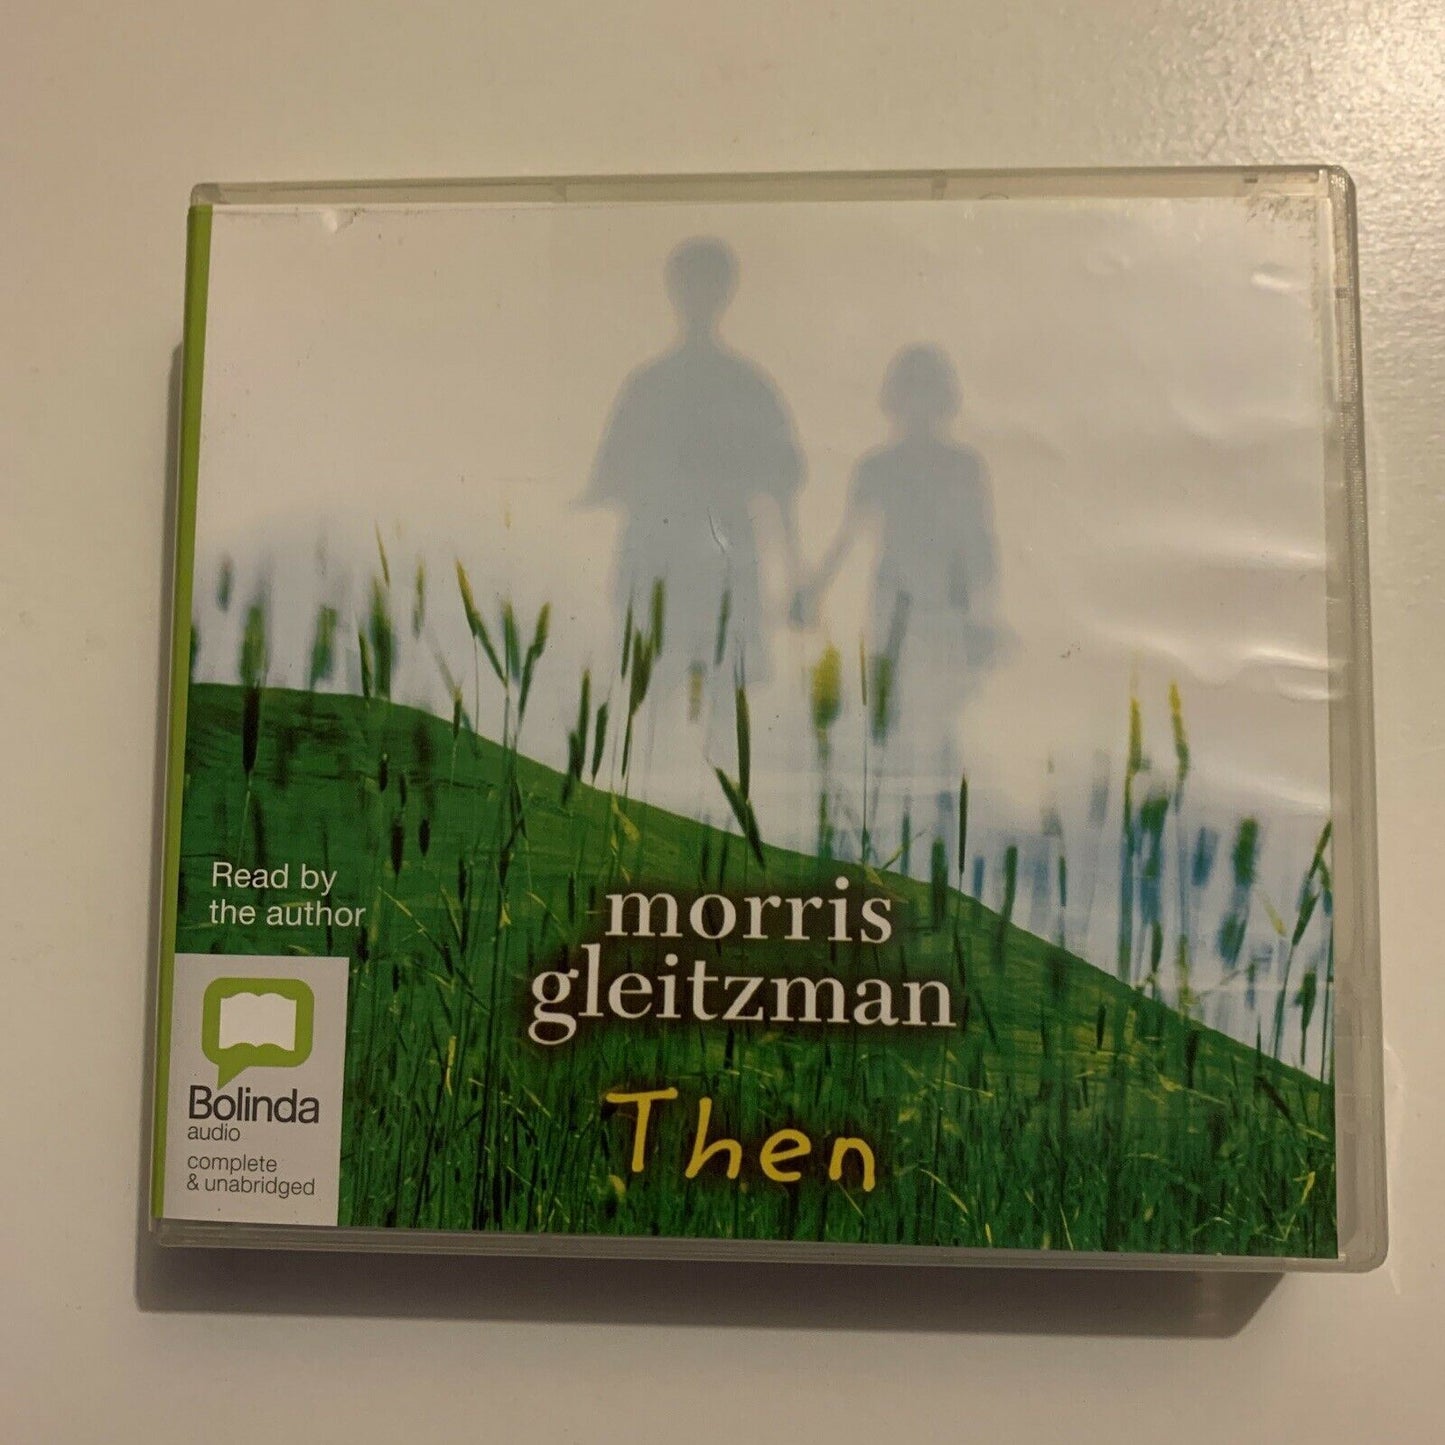 Read by
the author
morris
gleitzman
Then
Bolinda
audio
complete
& unabridged